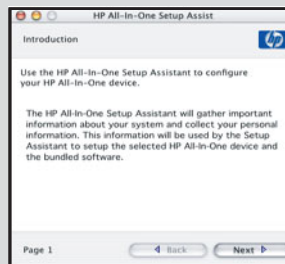 HP All-In-One Setup Assist
Introduction
hp
Use the HP All-In-One Setup Assistant to configure
your HP All-In-One device.
The HP All-In-One Setup Assistant will gather important
information about your system and collect your personal
information. This information will be used by the Setup
Assistant to setup the selected HP All-In-One device and
the bundled software.
Page 1
Back
Next